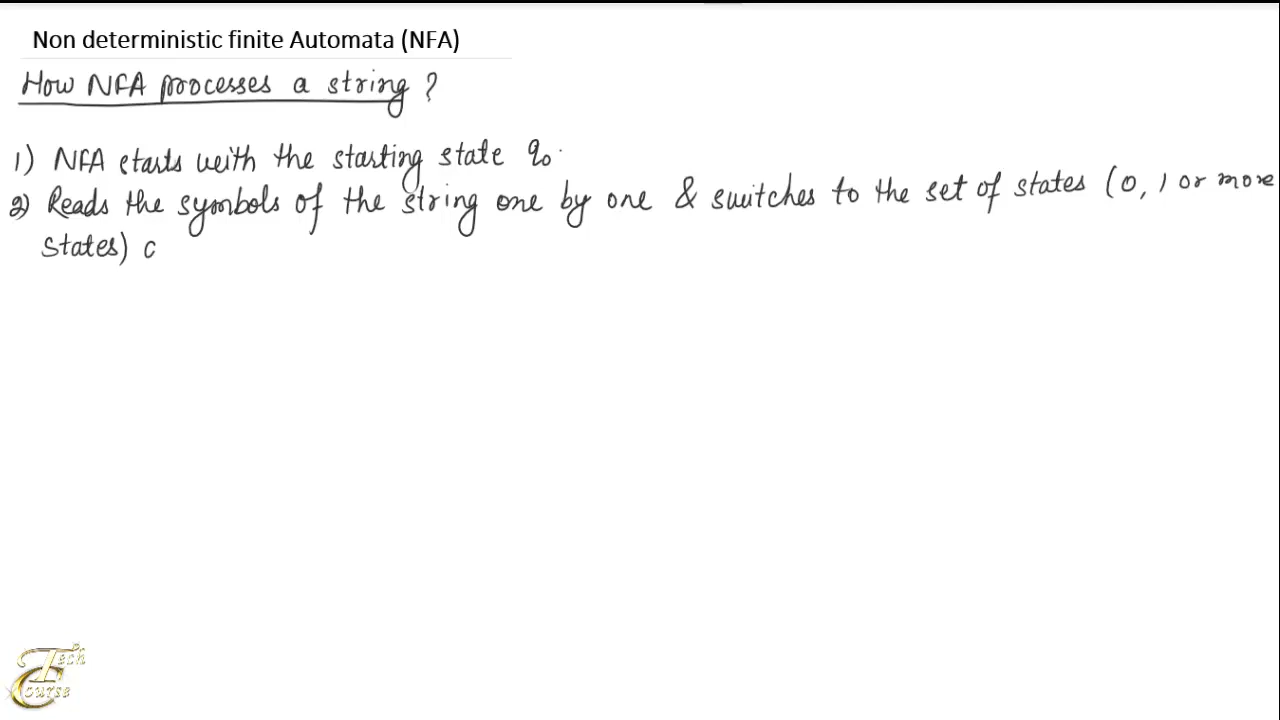 Non deterministic finite Automata (NFA)
How NFA processes a string ?
1) NFA starts with the starting state q0.
2) Reads the symbols of the string one by one & switches to the set of states (0, 1 or more
states) c
Tech
Course